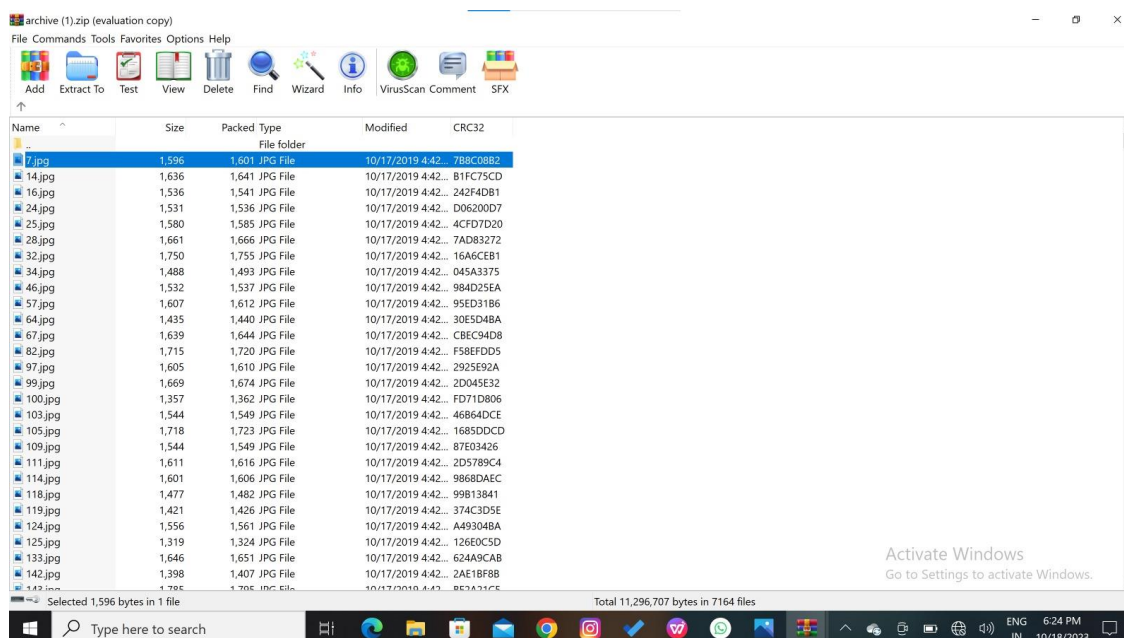 archive (1).zip (evaluation copy)
File Commands Tools Favorites Options Help
Add Extract To Test View Delete Find Wizard Info VirusScan Comment SFX
Name Size Packed Type Modified CRC32
.. File folder
7.jpg 1,596 1,601 JPG File 10/17/2019 4:42... 7B8C08B2
14.jpg 1,636 1,641 JPG File 10/17/2019 4:42... B1FC75CD
16.jpg 1,536 1,541 JPG File 10/17/2019 4:42... 242F4DB1
24.jpg 1,531 1,536 JPG File 10/17/2019 4:42... D06200D7
25.jpg 1,580 1,585 JPG File 10/17/2019 4:42... 4CFD7D20
28.jpg 1,661 1,666 JPG File 10/17/2019 4:42... 7AD83272
32.jpg 1,750 1,755 JPG File 10/17/2019 4:42... 16A6CEB1
34.jpg 1,488 1,493 JPG File 10/17/2019 4:42... 045A3375
46.jpg 1,532 1,537 JPG File 10/17/2019 4:42... 984D25EA
57.jpg 1,607 1,612 JPG File 10/17/2019 4:42... 95ED31B6
64.jpg 1,435 1,440 JPG File 10/17/2019 4:42... 30E5D4BA
67.jpg 1,639 1,644 JPG File 10/17/2019 4:42... CBEC94D8
82.jpg 1,715 1,720 JPG File 10/17/2019 4:42... F58EFDD5
97.jpg 1,605 1,610 JPG File 10/17/2019 4:42... 2925E92A
99.jpg 1,669 1,674 JPG File 10/17/2019 4:42... 2D045E32
100.jpg 1,357 1,362 JPG File 10/17/2019 4:42... FD71D806
103.jpg 1,544 1,549 JPG File 10/17/2019 4:42... 46B64DCE
105.jpg 1,718 1,723 JPG File 10/17/2019 4:42... 1685DDCD
109.jpg 1,544 1,549 JPG File 10/17/2019 4:42... 87E03426
111.jpg 1,611 1,616 JPG File 10/17/2019 4:42... 2D5789C4
114.jpg 1,601 1,606 JPG File 10/17/2019 4:42... 9868DAEC
118.jpg 1,477 1,482 JPG File 10/17/2019 4:42... 99B13841
119.jpg 1,421 1,426 JPG File 10/17/2019 4:42... 374C3D5E
124.jpg 1,556 1,561 JPG File 10/17/2019 4:42... A49304BA
125.jpg 1,319 1,324 JPG File 10/17/2019 4:42... 126E0C5D
133.jpg 1,646 1,651 JPG File 10/17/2019 4:42... 624A9CAB
142.jpg 1,398 1,407 JPG File 10/17/2019 4:42... 2AE1BF8B
Activate Windows
Go to Settings to activate Windows.
Selected 1,596 bytes in 1 file Total 11,296,707 bytes in 7164 files
Type here to search ENG 6:24 PM
IN 10/18/2023